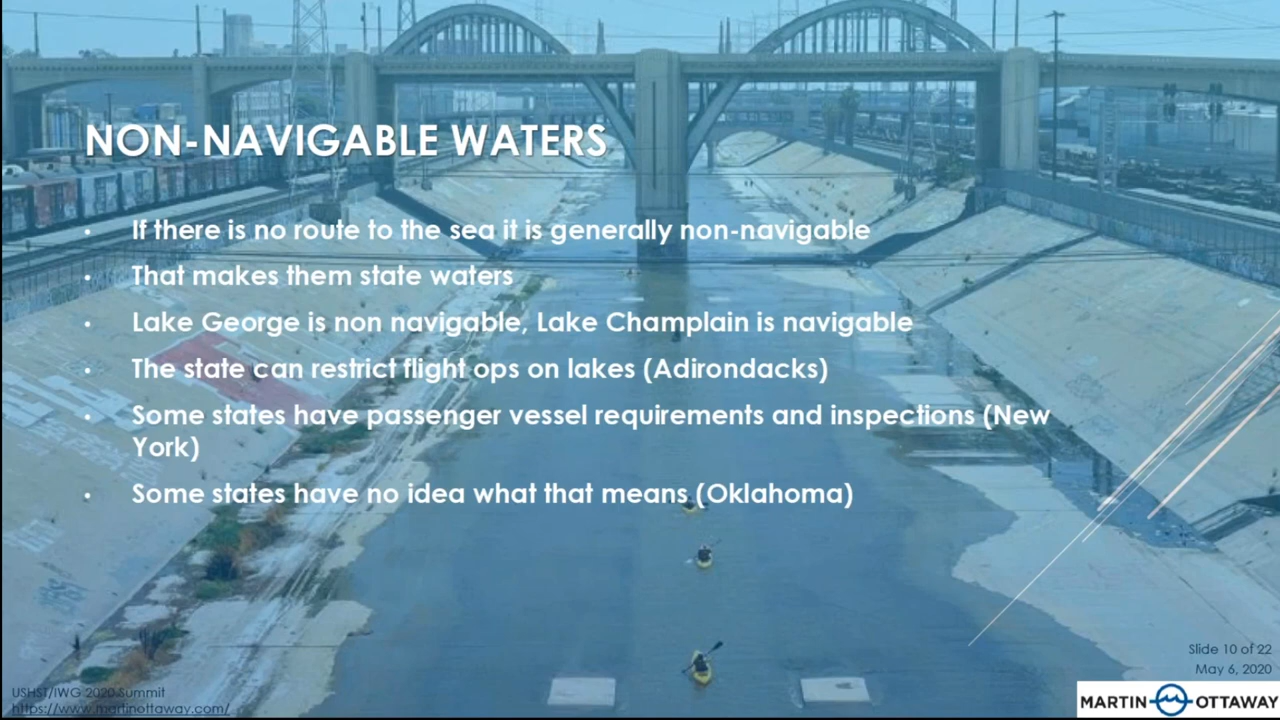 NON-NAVIGABLE WATERS
• If there is no route to the sea it is generally non-navigable
• That makes them state waters
• Lake George is non navigable, Lake Champlain is navigable
• The state can restrict flight ops on lakes (Adirondacks)
• Some states have passenger vessel requirements and inspections (New
York)
• Some states have no idea what that means (Oklahoma)
Slide 10 of 22
May 6, 2020
USHST/IWG 2020 Summit
https://www.martinottaway.com/
MARTIN OTTAWAY